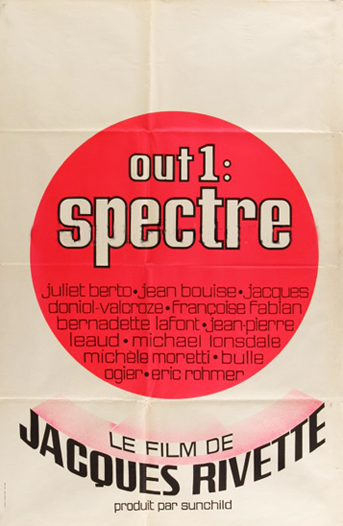 out 1:
spectre
juliet berto • jean bouise • jacques
doniol-valcroze • françoise fabian
bernadette lafont • jean-pierre
leaud • michael lonsdale
michèle moretti • bulle
ogier • eric rohmer
LE FILM DE
JACQUES RIVETTE
produit par sunchild